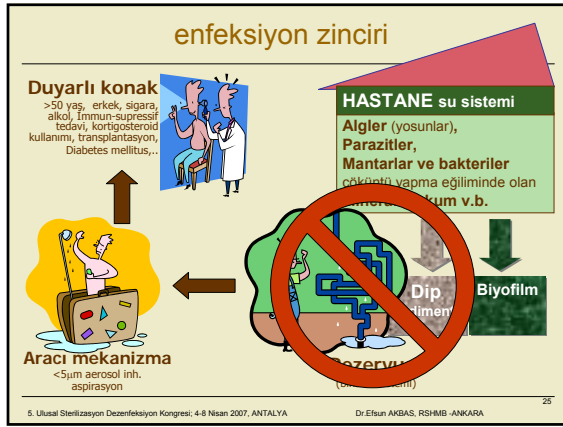 enfeksiyon zinciri
Duyarlı konak
>50 yaş, erkek, sigara,
alkol, Immun-supressif
tedavi, kortigosteroid
kullanımı, transplantasyon,
Diabetes mellitus,..
HASTANE su sistemi
Algler (yosunlar),
Parazitler,
Mantarlar ve bakteriler
çöküntü yapma eğiliminde olan
kum v.b.
Dip
Biyofilm
Aracı mekanizma
<5µm aerosol inh.
aspirasyon
25
5. Ulusal Sterilizasyon Dezenfeksiyon Kongresi; 4-8 Nisan 2007, ANTALYA
Dr.Efsun AKBAS, RSHMB -ANKARA